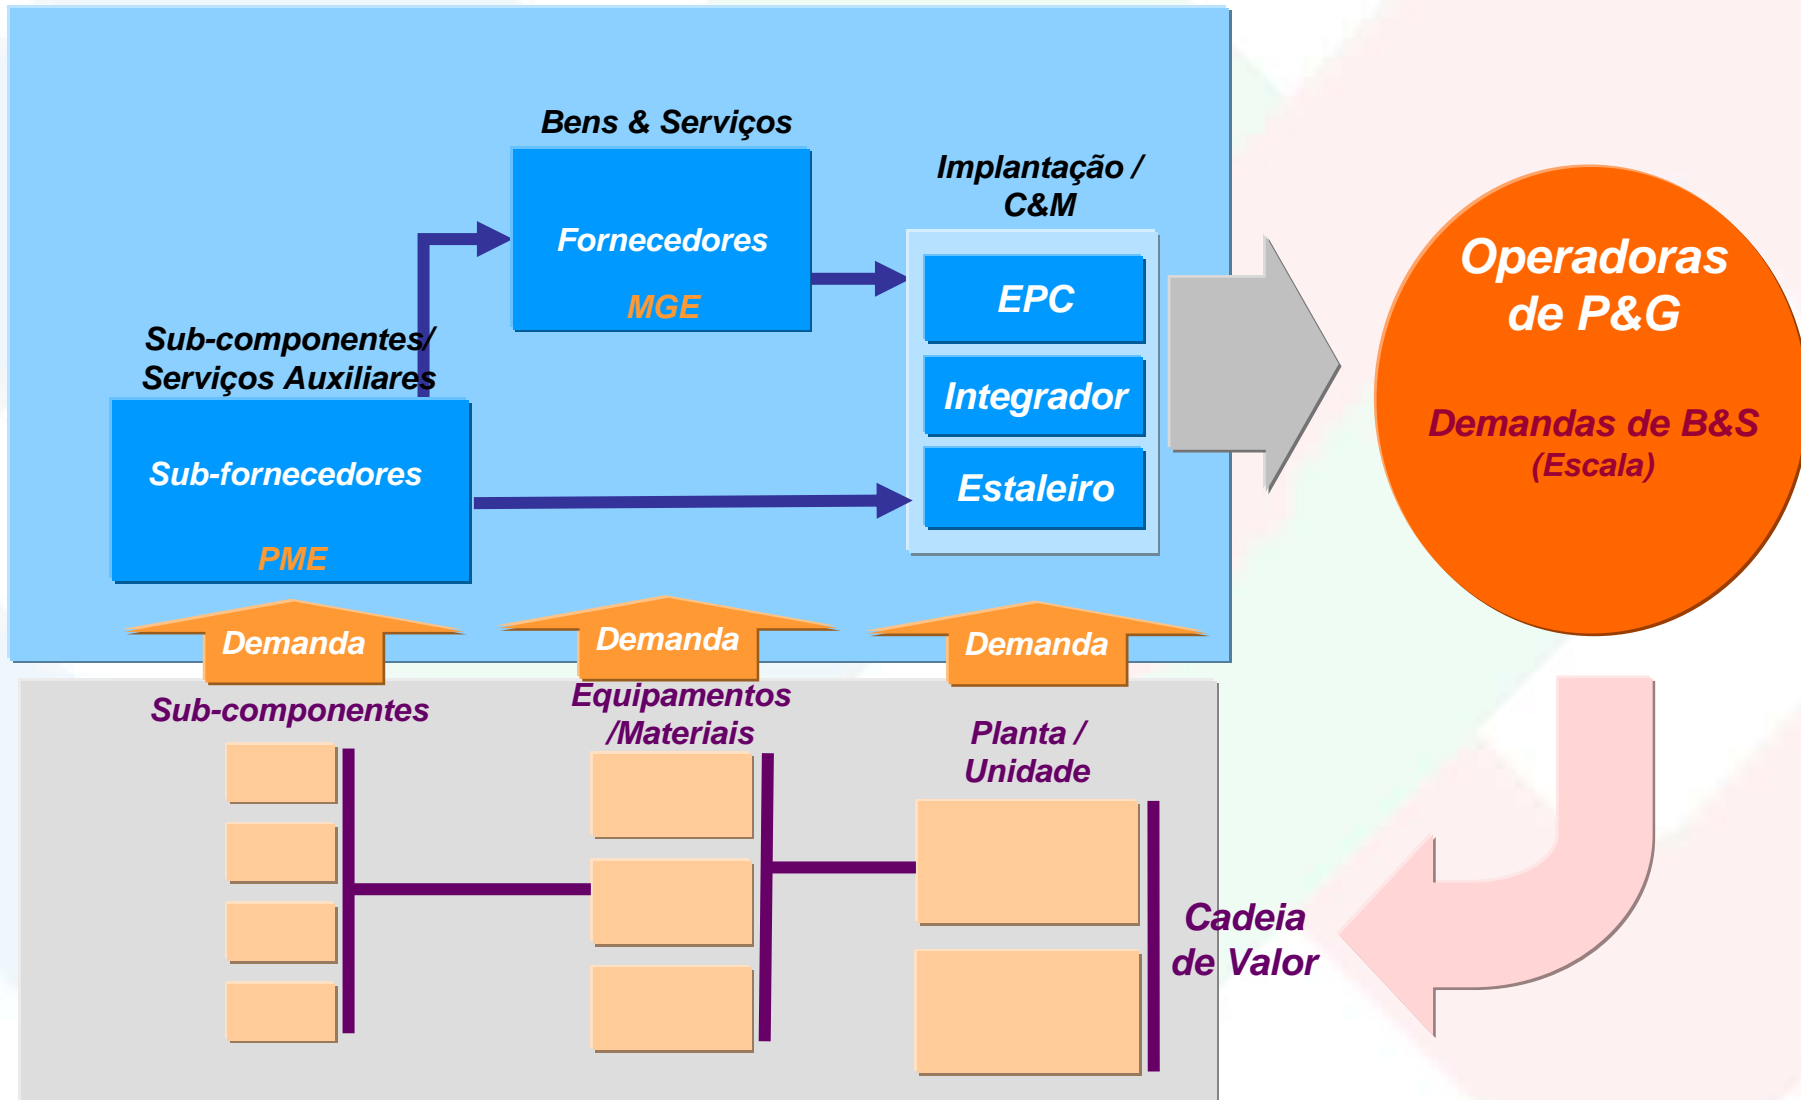 Bens & Serviços
Fornecedores
MGE
Implantação /
C&M
EPC
Integrador
Estaleiro
Sub-componentes/
Serviços Auxiliares
Sub-fornecedores
PME
Operadoras
de P&G
Demandas de B&S
(Escala)
Demanda
Demanda
Demanda
Sub-componentes
Equipamentos
/Materiais
Planta /
Unidade
Cadeia
de Valor